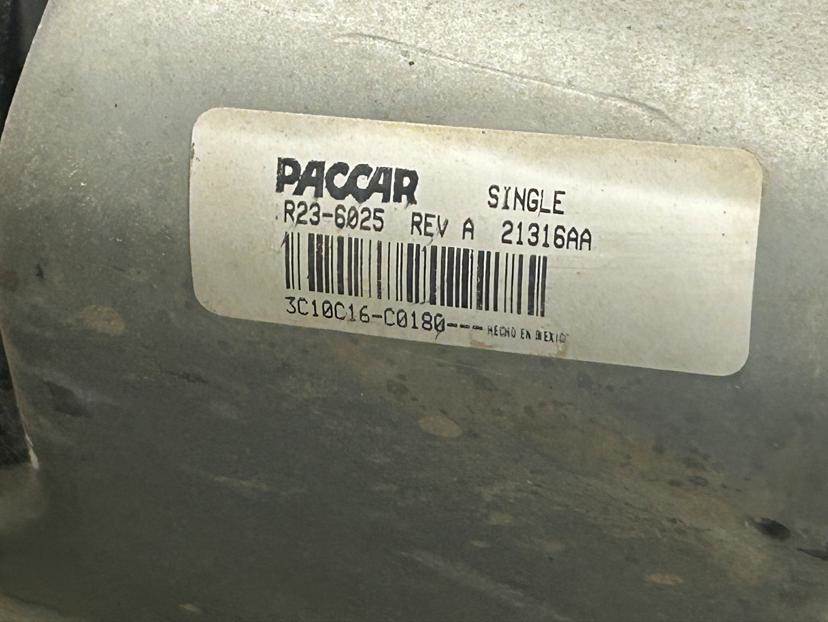 PACCAR SINGLE
R23-6025 REV A 21316AA
3C10C16-C0180--- HECHO EN MEXICO